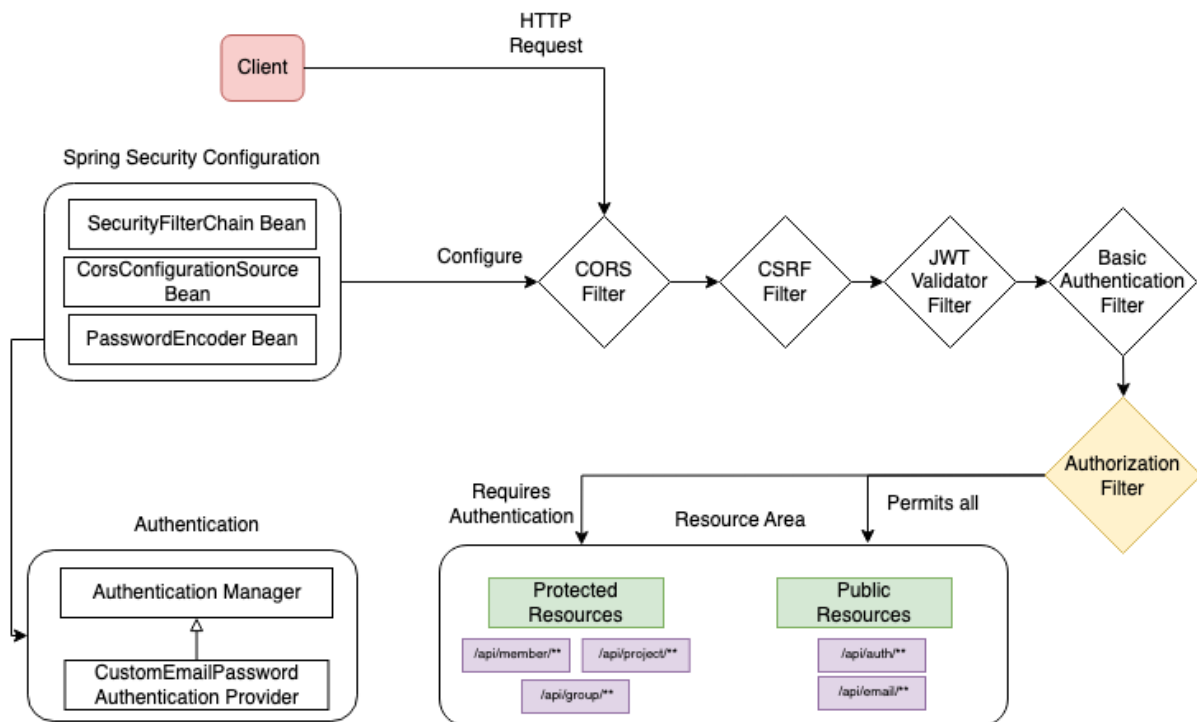 HTTP
Request
Client
Spring Security Configuration
SecurityFilterChain Bean
CorsConfigurationSource
Bean
PasswordEncoder Bean
Configure
CORS
Filter
CSRF
Filter
JWT
Validator
Filter
Basic
Authentication
Filter
Authorization
Filter
Requires
Authentication
Permits all
Resource Area
Protected
Resources
/api/member/**
/api/project/**
/api/group/**
Public
Resources
/api/auth/**
/api/email/**
Authentication
Authentication Manager
CustomEmailPassword
Authentication Provider